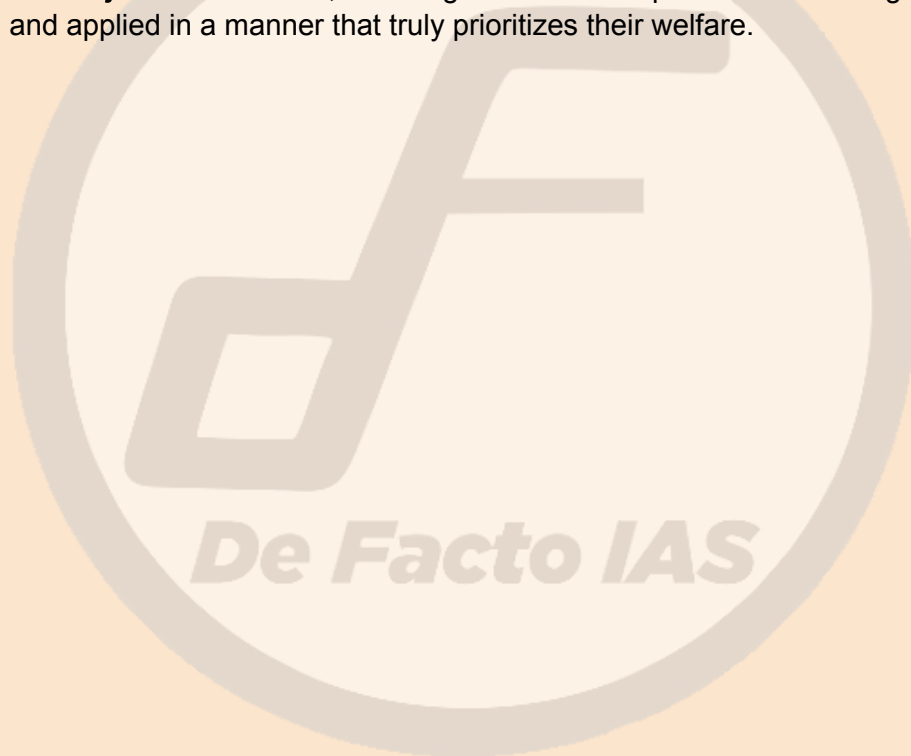 and applied in a manner that truly prioritizes their welfare.
De Facto IAS